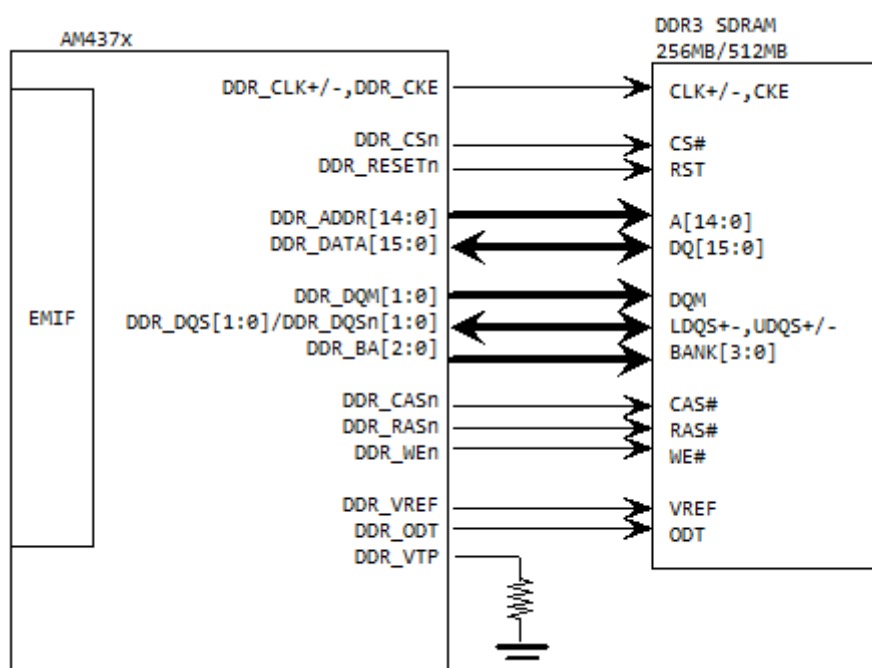 AM437x
DDR3 SDRAM
256MB/512MB
DDR_CLK+/-,DDR_CKE
CLK+/-,CKE
DDR_CSn
CS#
DDR_RESETn
RST
DDR_ADDR[14:0]
A[14:0]
DDR_DATA[15:0]
DQ[15:0]
DDR_DQM[1:0]
DQM
EMIF
DDR_DQS[1:0]/DDR_DQSn[1:0]
LDQS+-,UDQS+/-
DDR_BA[2:0]
BANK[3:0]
DDR_CASn
CAS#
DDR_RASn
RAS#
DDR_WEn
WE#
DDR_VREF
VREF
DDR_ODT
ODT
DDR_VTP